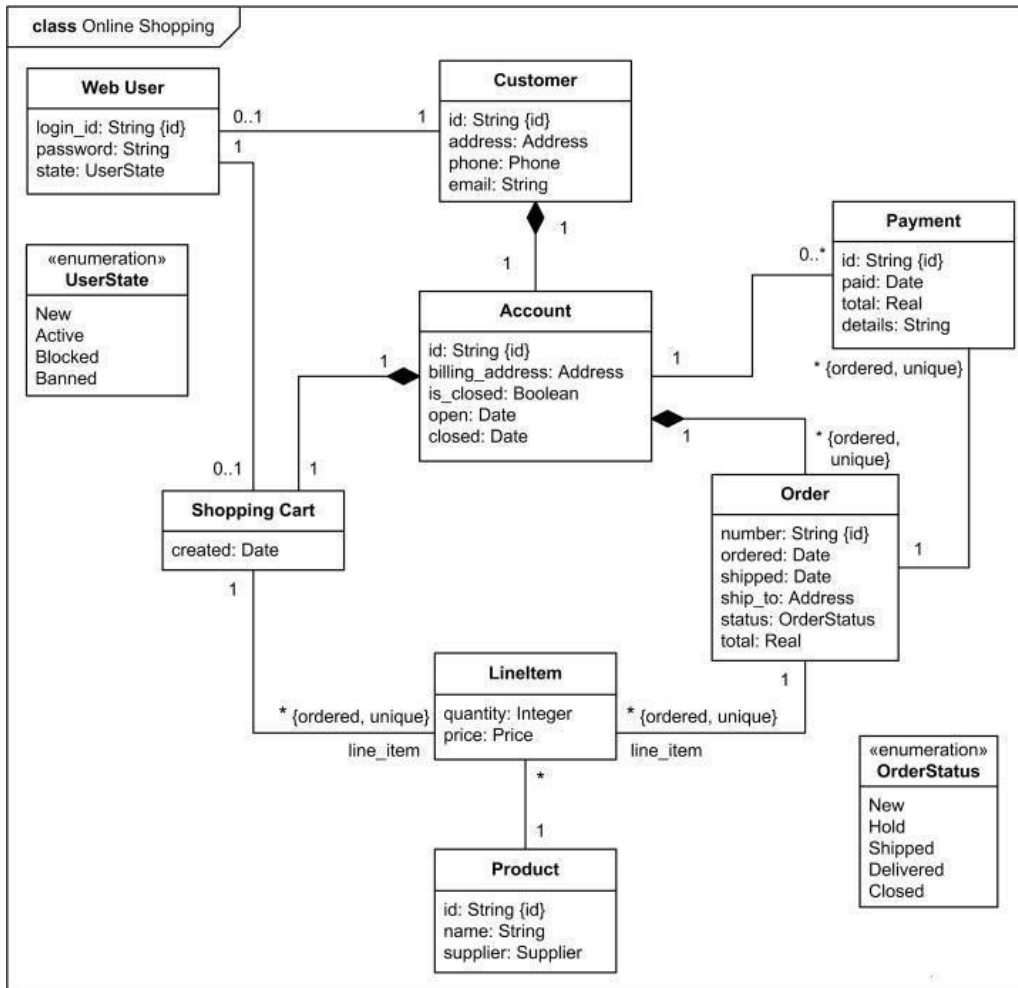 class Online Shopping
Web User
login_id: String {id}
password: String
state: UserState
0..1
1
1
Customer
id: String {id}
address: Address
phone: Phone
email: String
1
1
«enumeration»
UserState
New
Active
Blocked
Banned
Account
id: String {id}
billing_address: Address
is_closed: Boolean
open: Date
closed: Date
1
1
1
Payment
id: String {id}
paid: Date
total: Real
details: String
0..*
* {ordered, unique}
* {ordered,
unique}
0..1
1
Shopping Cart
created: Date
1
Order
number: String {id}
ordered: Date
shipped: Date
ship_to: Address
status: OrderStatus
total: Real
1
1
LineItem
quantity: Integer
price: Price
* {ordered, unique}
line_item
* {ordered, unique}
line_item
*
1
Product
id: String {id}
name: String
supplier: Supplier
«enumeration»
OrderStatus
New
Hold
Shipped
Delivered
Closed